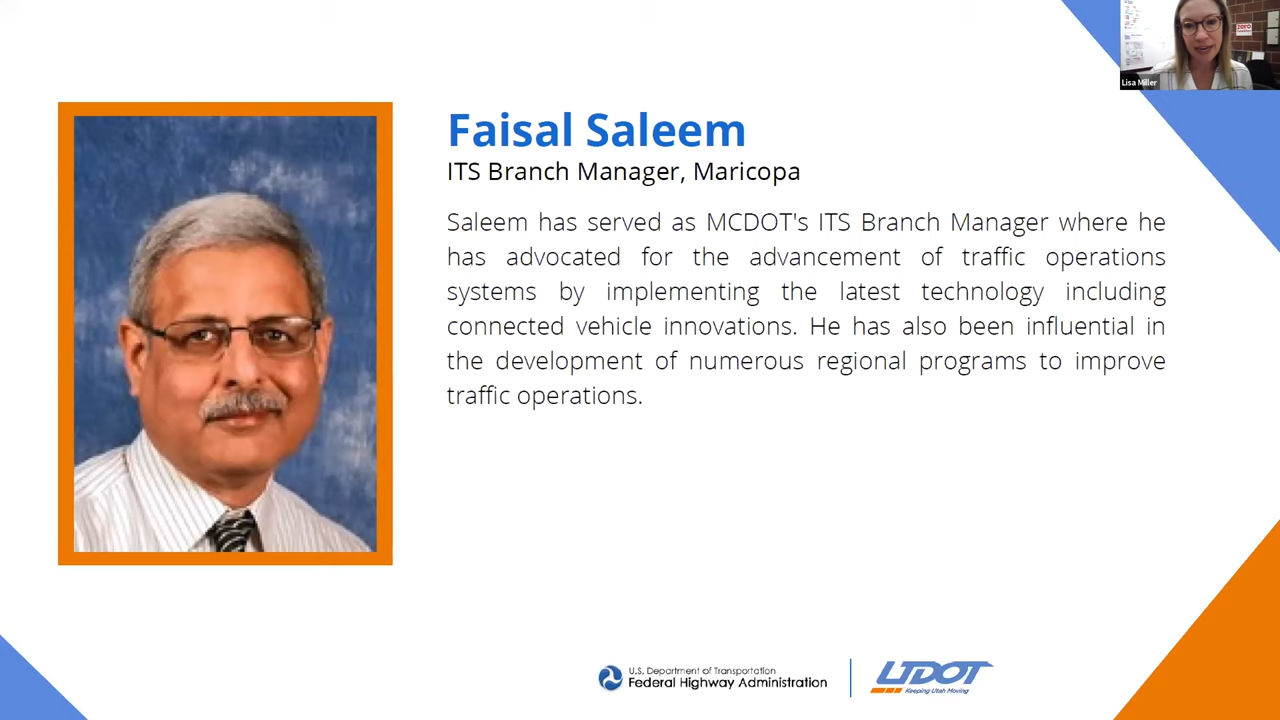 Lisa Miller
Faisal Saleem
ITS Branch Manager, Maricopa
Saleem has served as MCDOT's ITS Branch Manager where he
has advocated for the advancement of traffic operations
systems by implementing the latest technology including
connected vehicle innovations. He has also been influential in
the development of numerous regional programs to improve
traffic operations.
U.S. Department of Transportation
Federal Highway Administration
UDOT
Keeping Utah Moving